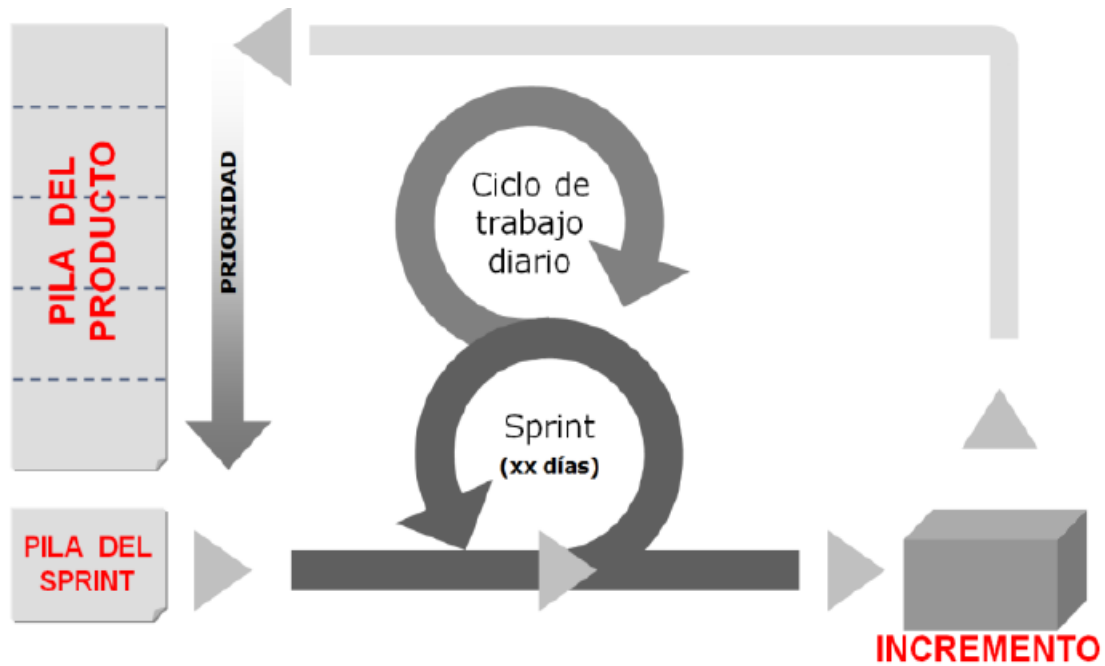 PILA DEL
PRODUCTO
PRIORIDAD
Ciclo de
trabajo
diario
Sprint
(xx días)
PILA DEL
SPRINT
INCREMENTO